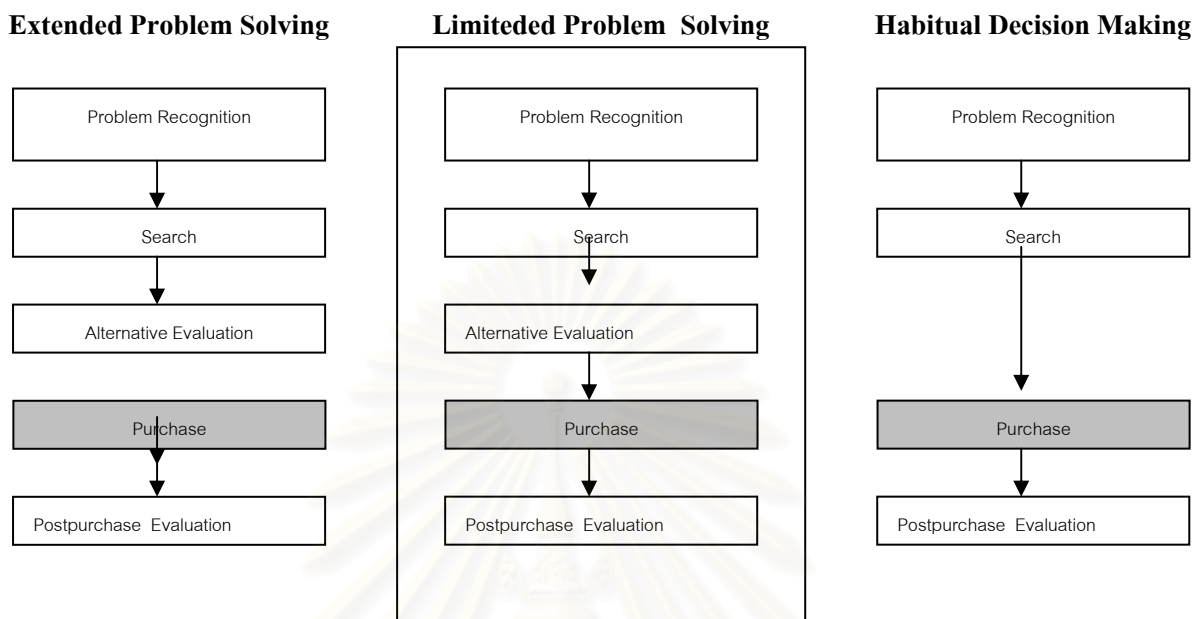 Extended Problem Solving
Problem Recognition
Search
Alternative Evaluation
Purchase
Postpurchase Evaluation
Limiteded Problem Solving
Problem Recognition
Search
Alternative Evaluation
Purchase
Postpurchase Evaluation
Habitual Decision Making
Problem Recognition
Search
Purchase
Postpurchase Evaluation